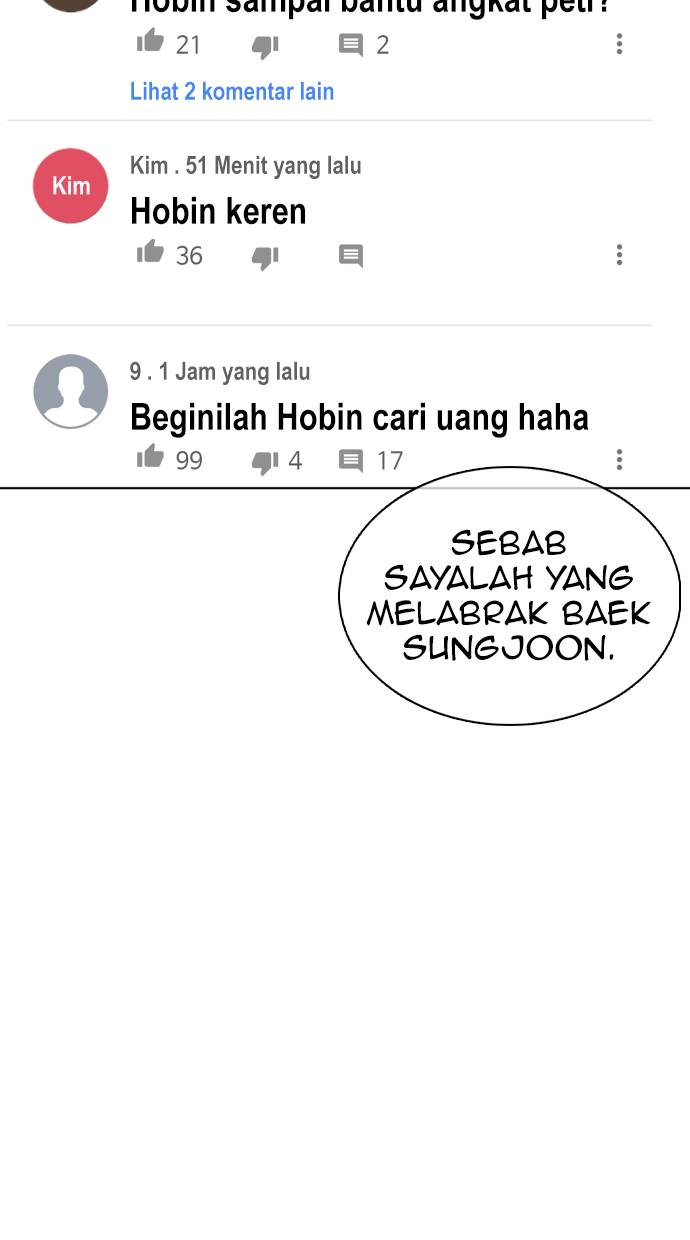 Hobin sampai bantu angkat peti?
21 2
Lihat 2 komentar lain
Kim
Kim . 51 Menit yang lalu
Hobin keren
36
9 . 1 Jam yang lalu
Beginilah Hobin cari uang haha
99 4 17
SEBAB
SAYALAH YANG
MELABRAK BAEK
SUNGJOON.